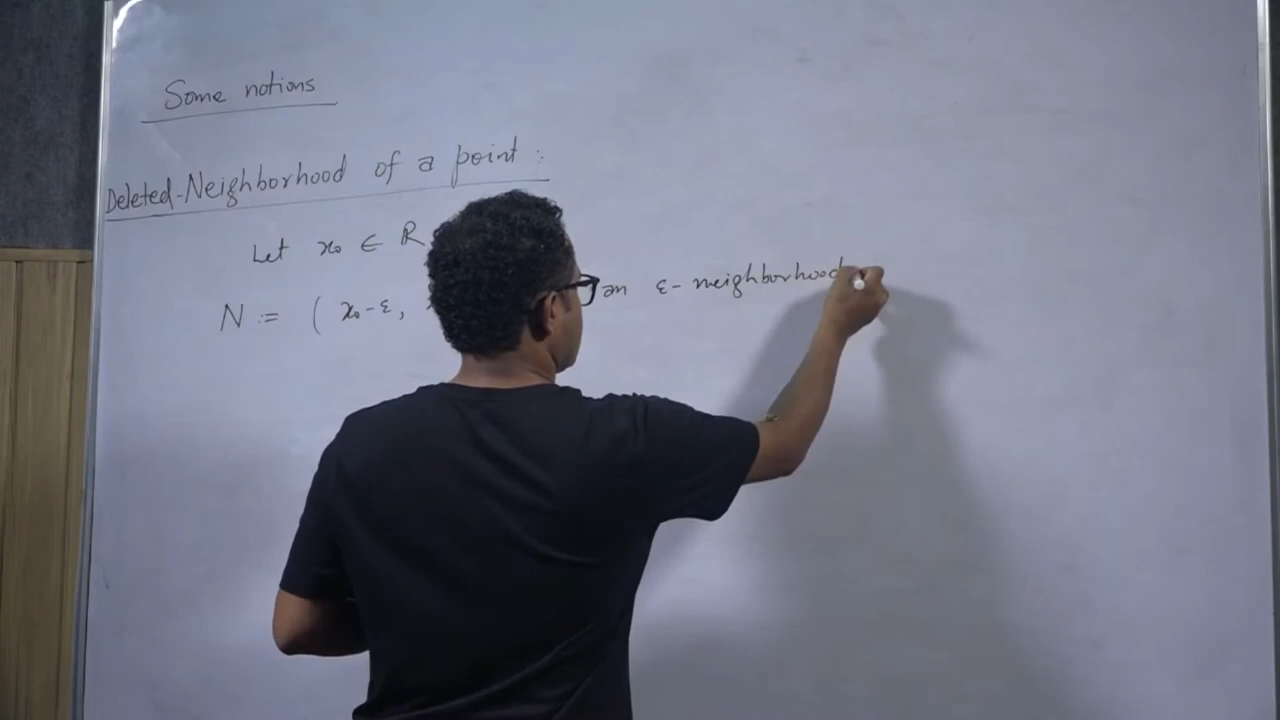 Some notions
Deleted-Neighborhood of a point :
Let x₀ ∈ ℝ
N := ( x₀-ε, an ε- neighborhood